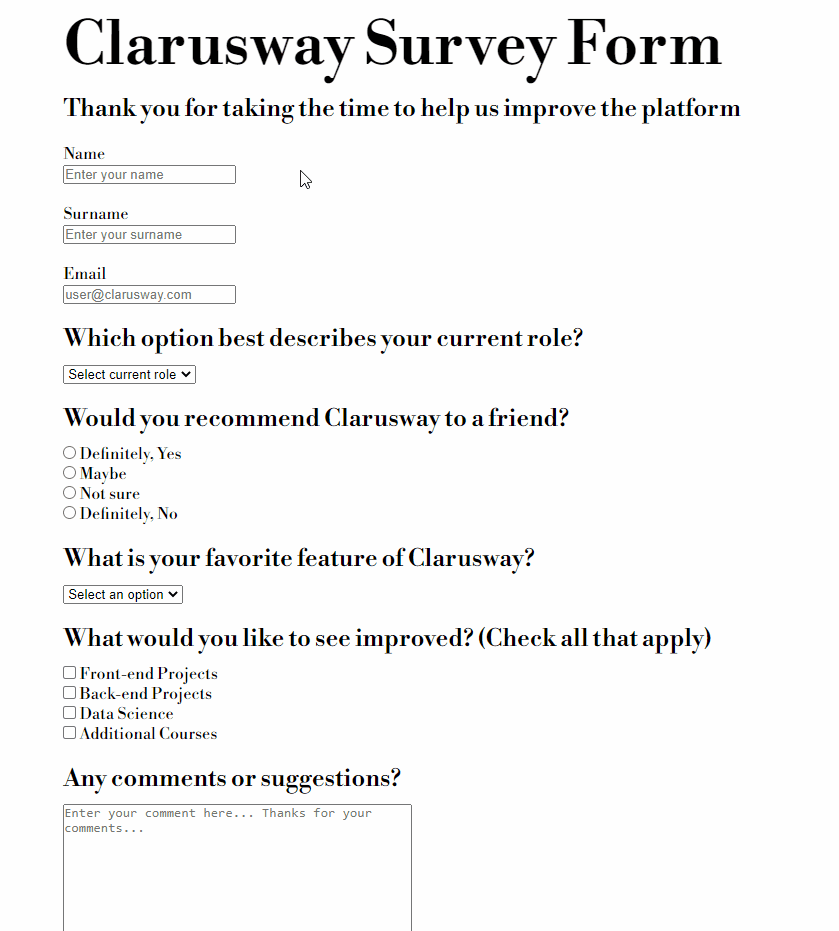 Clarusway Survey Form
Thank you for taking the time to help us improve the platform
Name
Enter your name
Surname
Enter your surname
Email
user@clarusway.com
Which option best describes your current role?
Select current role
Would you recommend Clarusway to a friend?
Definitely, Yes
Maybe
Not sure
Definitely, No
What is your favorite feature of Clarusway?
Select an option
What would you like to see improved? (Check all that apply)
Front-end Projects
Back-end Projects
Data Science
Additional Courses
Any comments or suggestions?
Enter your comment here... Thanks for your
comments...